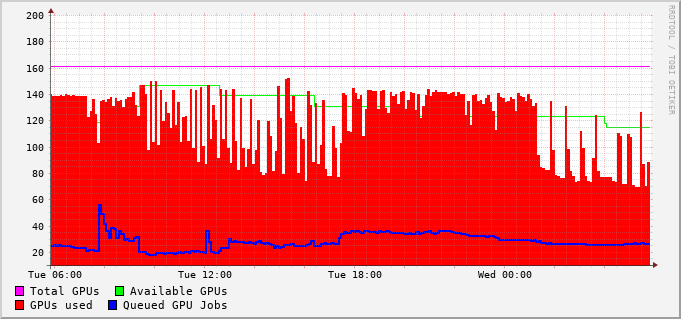 200
180
160
140
120
100
80
60
40
20
Tue 06:00 Tue 12:00 Tue 18:00 Wed 00:00
Total GPUs Available GPUs
GPUs used Queued GPU Jobs
RRDTOOL / TOBI OETIKER